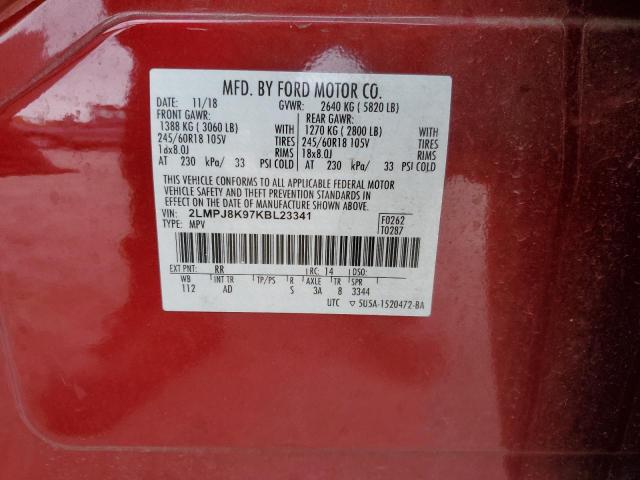 MFD. BY FORD MOTOR CO.
DATE: 11/18 GVWR: 2640 KG ( 5820 LB)
FRONT GAWR: REAR GAWR:
1388 KG ( 3060 LB) WITH 1270 KG ( 2800 LB) WITH
245/60R18 105V TIRES 245/60R18 105V TIRES
18x8.0J RIMS 18x8.0J RIMS
AT 230 kPa/ 33 PSI COLD AT 230 kPa/ 33 PSI COLD
THIS VEHICLE CONFORMS TO ALL APPLICABLE FEDERAL MOTOR
VEHICLE SAFETY AND THEFT PREVENTION STANDARDS IN
EFFECT ON THE DATE OF MANUFACTURE SHOWN ABOVE.
VIN: 2LMPJ8K97KBL23341 F0262
TYPE: MPV T0287
EXT PNT: RR RC: 14 DSO:
WB INT TR TP/PS R AXLE TR SPR
112 AD S 3A 8 3344
UTC ▽ 5U5A-1520472-BA